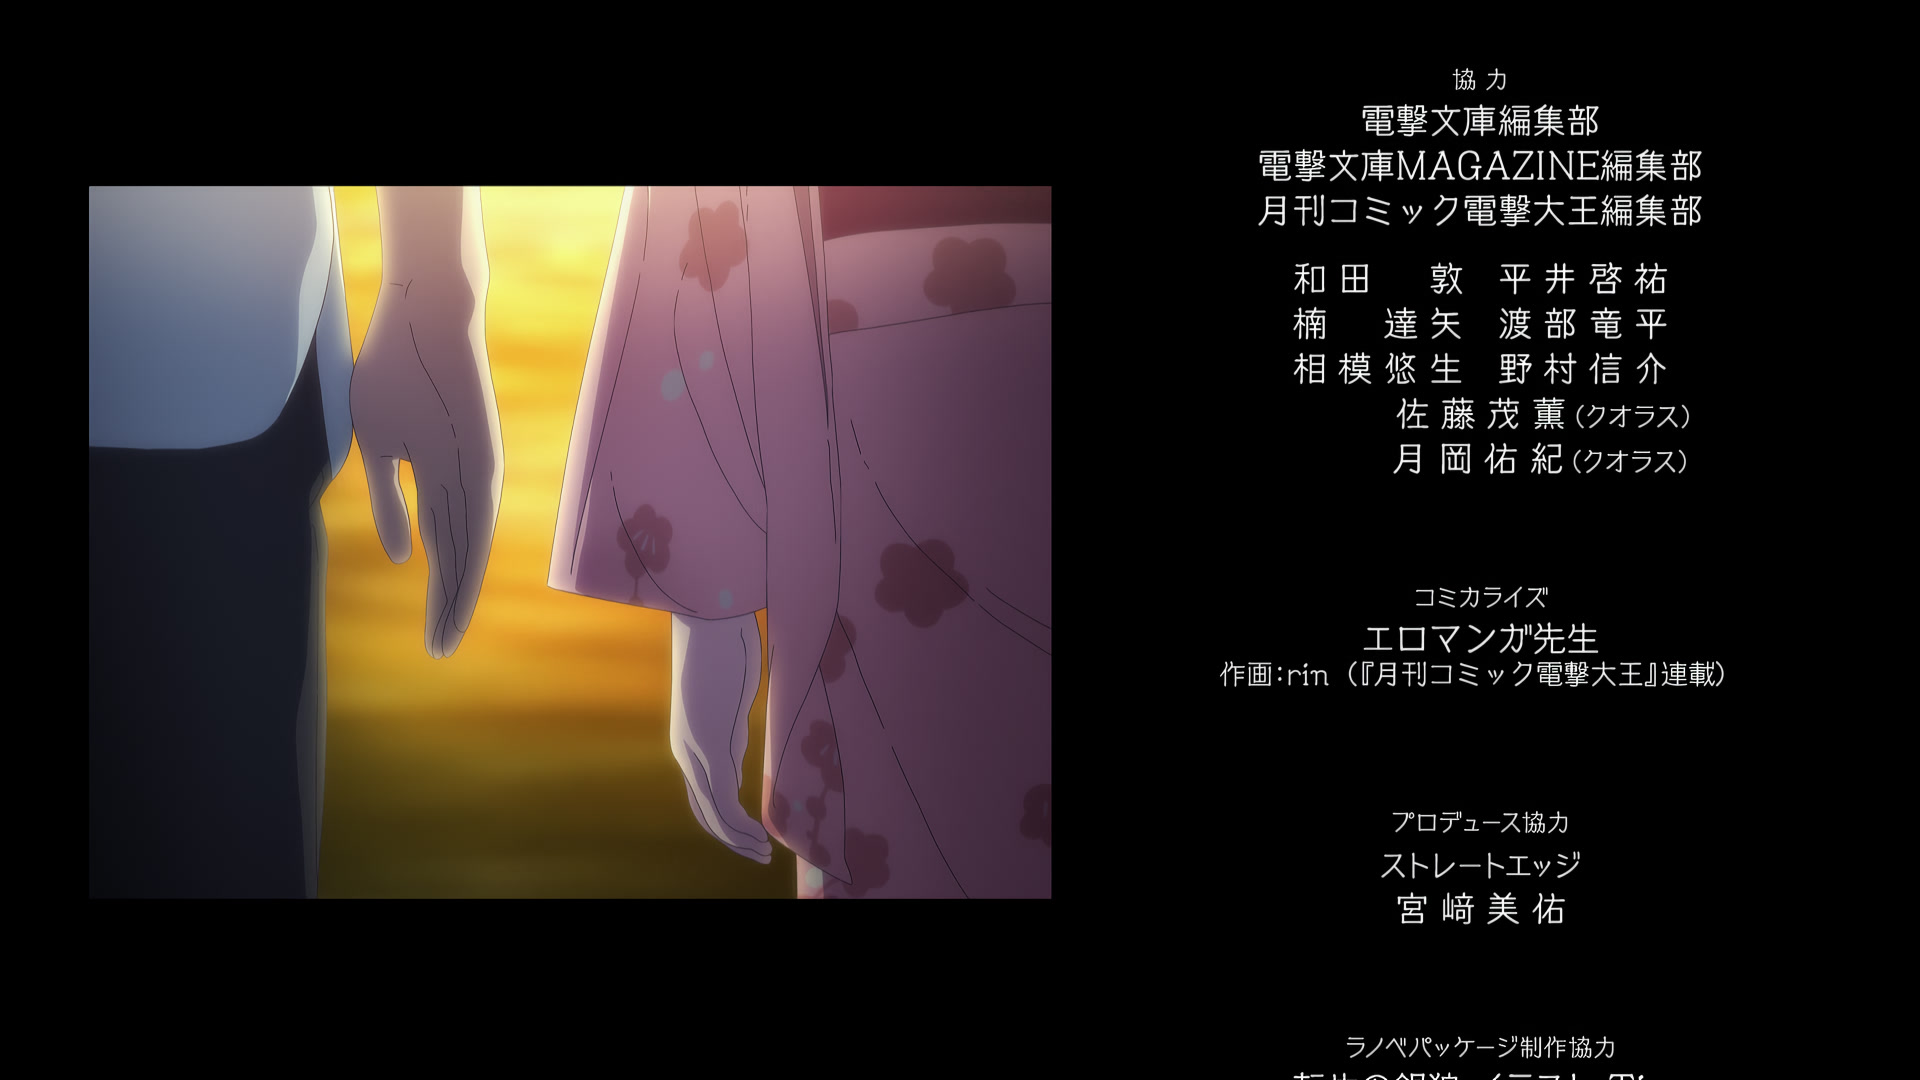 協力
電撃文庫編集部
電撃文庫MAGAZINE編集部
月刊コミック電撃大王編集部
和田 敦 平井啓祐
楠 達矢 渡部竜平
相模悠生 野村信介
佐藤茂薫(クオラス)
月岡佑紀(クオラス)
コミカライズ
エロマンガ先生
作画:rin (『月刊コミック電撃大王』連載)
プロデュース協力
ストレートエッジ
宮﨑美佑
ラノベパッケージ制作協力